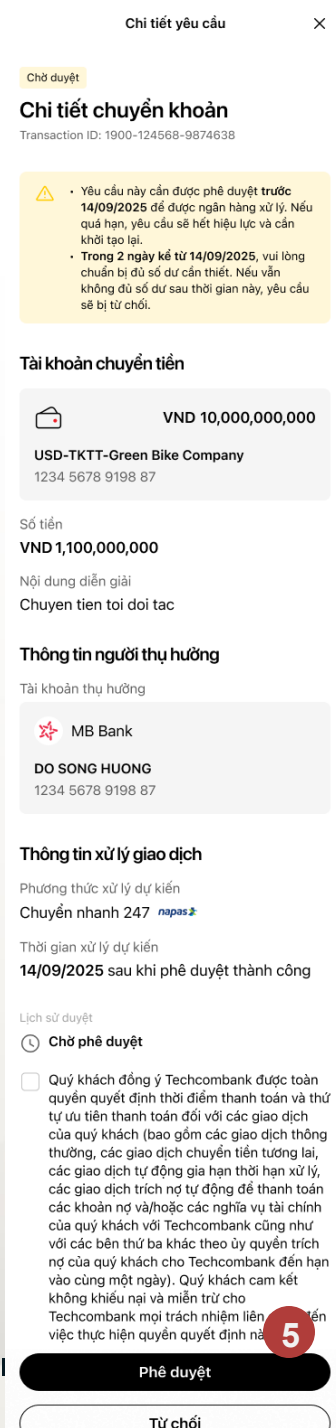 Chi tiết yêu cầu
Chờ duyệt
Chi tiết chuyển khoản
Transaction ID: 1900-124568-9874638
• Yêu cầu này cần được phê duyệt trước
14/09/2025 để được ngân hàng xử lý. Nếu
quá hạn, yêu cầu sẽ hết hiệu lực và cần
khởi tạo lại.
• Trong 2 ngày kể từ 14/09/2025, vui lòng
chuẩn bị đủ số dư cần thiết. Nếu vẫn
không đủ số dư sau thời gian này, yêu cầu
sẽ bị từ chối.
Tài khoản chuyển tiền
VND 10,000,000,000
USD-TKTT-Green Bike Company
1234 5678 9198 87
Số tiền
VND 1,100,000,000
Nội dung diễn giải
Chuyen tien toi doi tac
Thông tin người thụ hưởng
Tài khoản thụ hưởng
MB Bank
DO SONG HUONG
1234 5678 9198 87
Thông tin xử lý giao dịch
Phương thức xử lý dự kiến
Chuyển nhanh 247 napas
Thời gian xử lý dự kiến
14/09/2025 sau khi phê duyệt thành công
Lịch sử duyệt
Chờ phê duyệt
Quý khách đồng ý Techcombank được toàn
quyền quyết định thời điểm thanh toán và thứ
tự ưu tiên thanh toán đối với các giao dịch
của quý khách (bao gồm các giao dịch thông
thường, các giao dịch chuyển tiền tương lai,
các giao dịch tự động gia hạn thời hạn xử lý,
các giao dịch trích nợ tự động để thanh toán
các khoản nợ và/hoặc các nghĩa vụ tài chính
của quý khách với Techcombank cũng như
với các bên thứ ba khác theo ủy quyền trích
nợ của quý khách cho Techcombank đến hạn
vào cùng một ngày). Quý khách cam kết
không khiếu nại và miễn trừ cho
Techcombank mọi trách nhiệm liên đến
việc thực hiện quyền quyết định
5
Phê duyệt
Từ chối